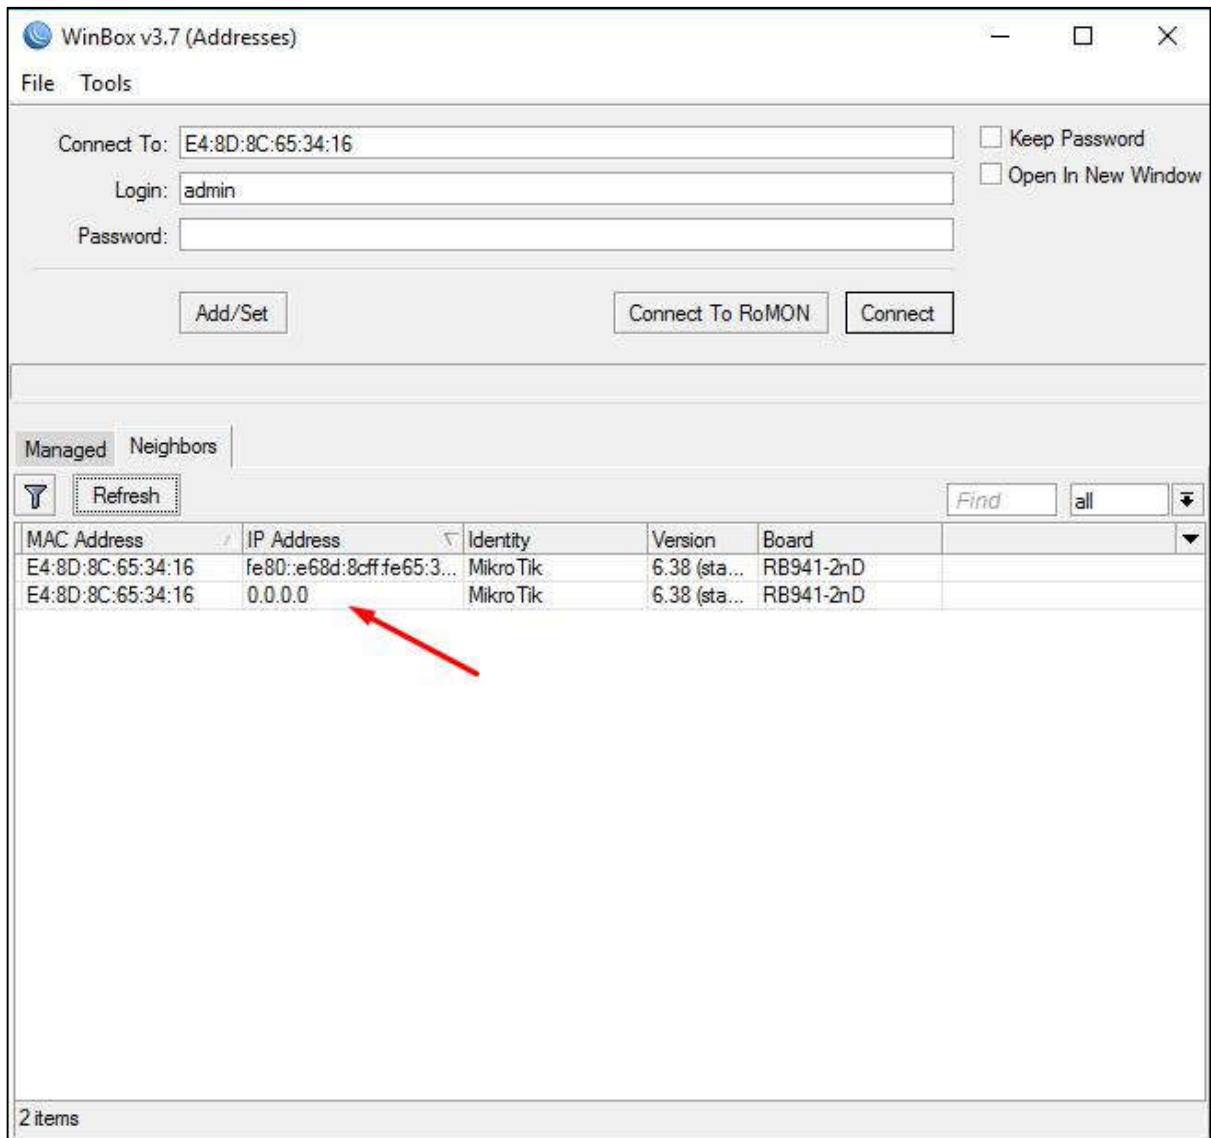 WinBox v3.7 (Addresses)
File Tools
Connect To: E4:8D:8C:65:34:16
Keep Password
Login: admin
Open In New Window
Password:
Add/Set Connect To RoMON Connect
Managed Neighbors
Refresh Find all
MAC Address IP Address Identity Version Board
E4:8D:8C:65:34:16 fe80::e68d:8cff:fe65:3... MikroTik 6.38 (sta... RB941-2nD
E4:8D:8C:65:34:16 0.0.0.0 MikroTik 6.38 (sta... RB941-2nD
2 items